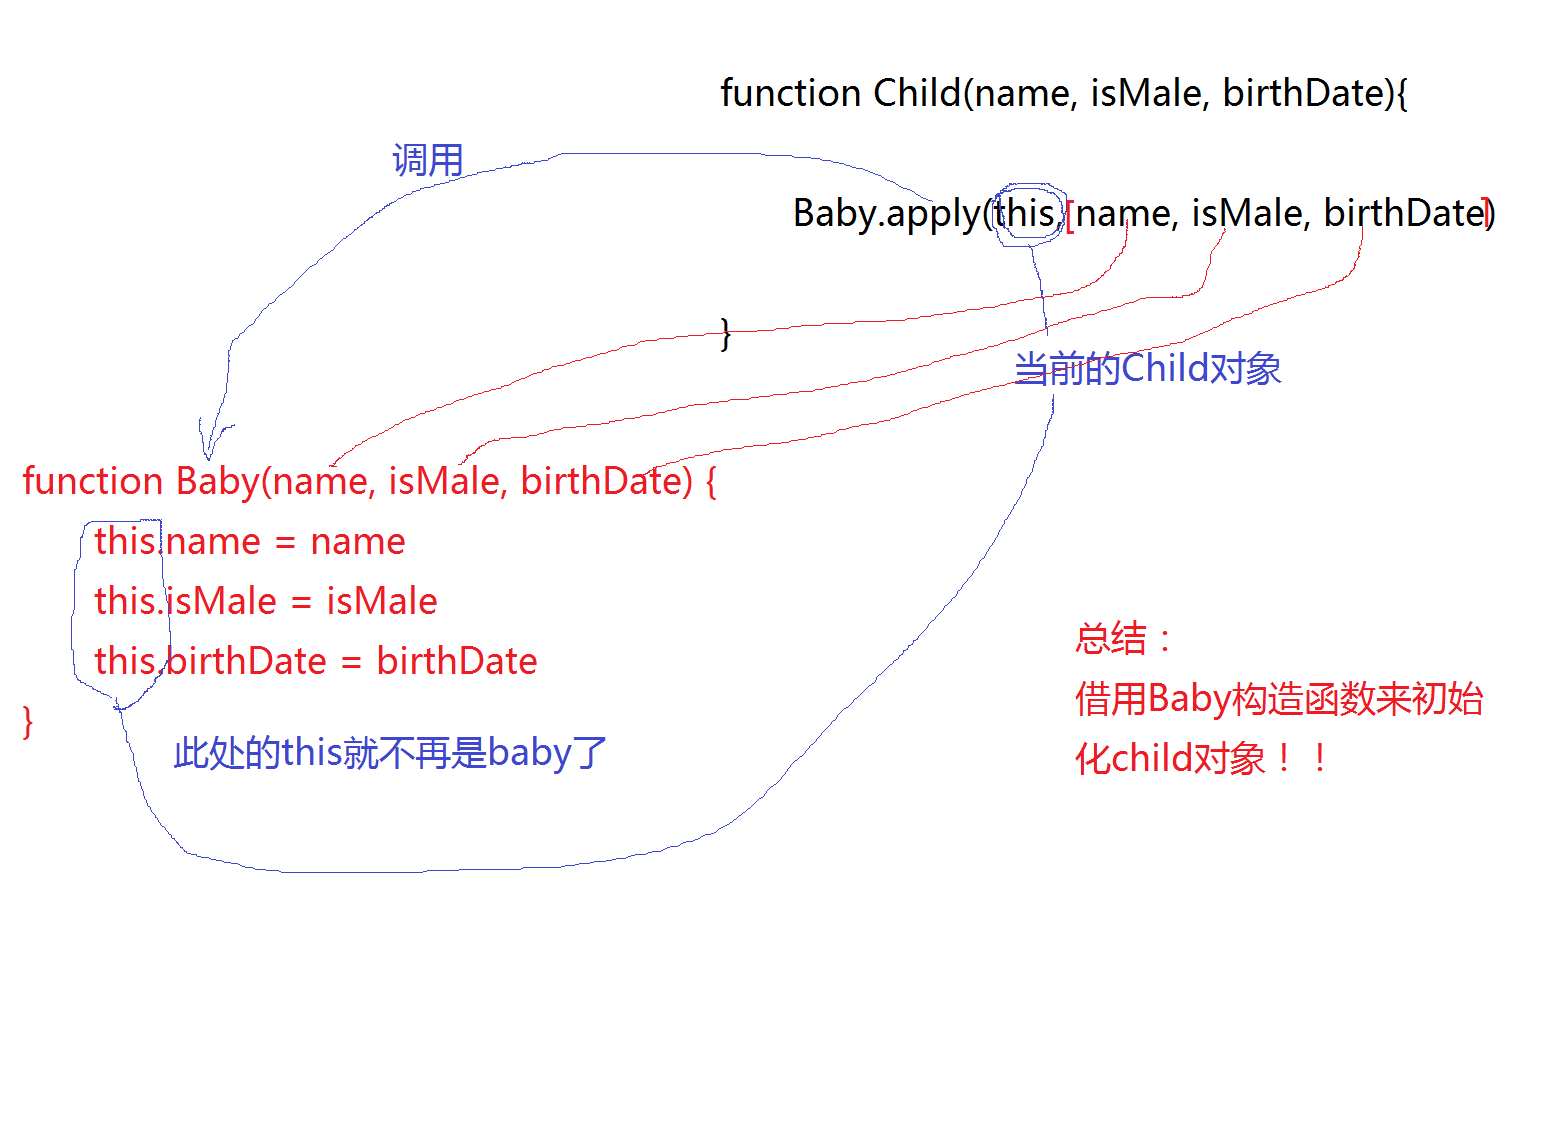 function Child(name, isMale, birthDate){
调用
Baby.apply(this,[name, isMale, birthDate])
}
当前的Child对象
function Baby(name, isMale, birthDate) {
this.name = name
this.isMale = isMale
this.birthDate = birthDate
}
此处的this就不再是baby了
总结：
借用Baby构造函数来初始
化child对象！！